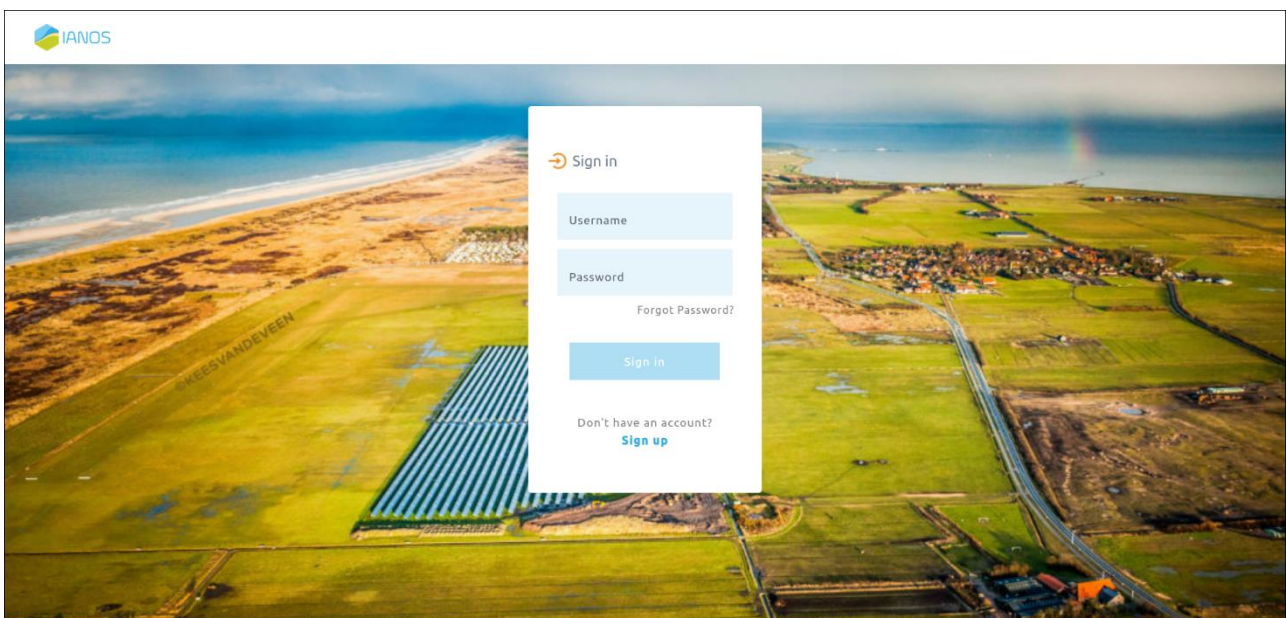 IANOS
Sign in
Username
Password
Forgot Password?
Sign in
Don't have an account?
Sign up
©KEESVANDEVEEN